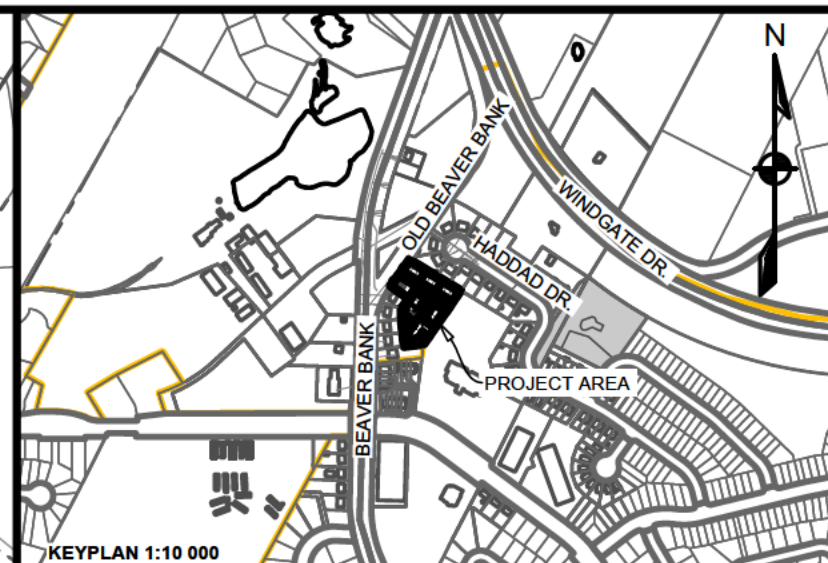 N
OLD BEAVER BANK
WINDGATE DR.
HADDAD DR.
BEAVER BANK
PROJECT AREA
KEYPLAN 1:10 000